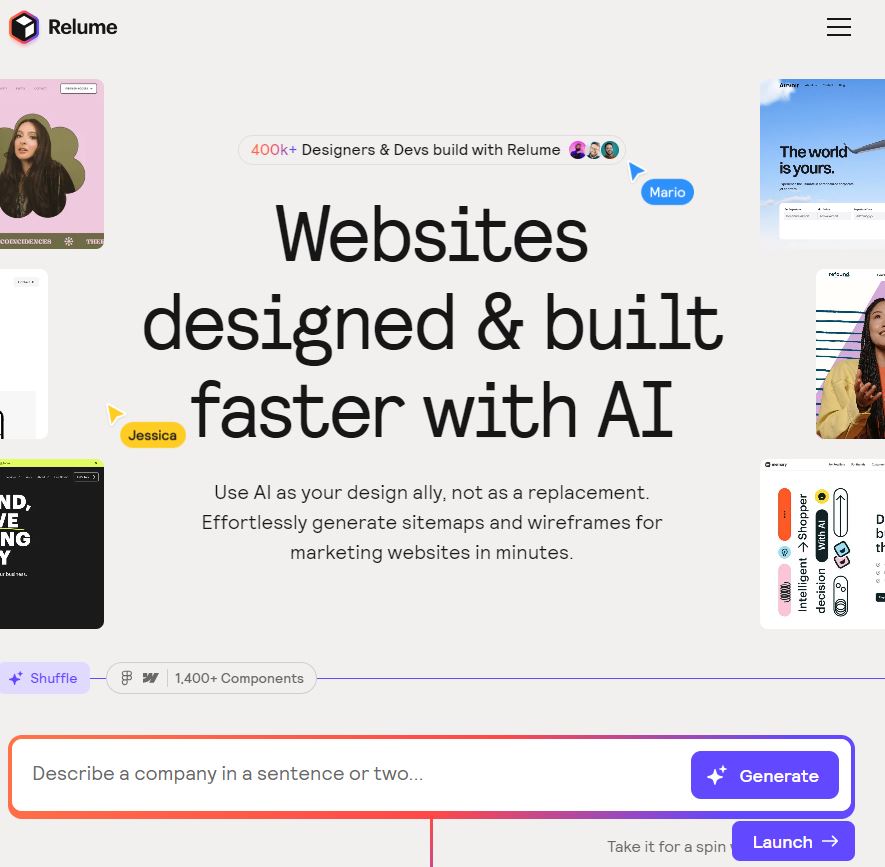 Relume
400k+ Designers & Devs build with Relume
Mario
Websites
designed & built
faster with AI
Jessica
Use AI as your design ally, not as a replacement.
Effortlessly generate sitemaps and wireframes for
marketing websites in minutes.
COINCIDENCES
The world
is yours.
refound
ND,
VE
NG
Y
Intelligent → Shopper
decision
With AI
Shuffle
1,400+ Components
Describe a company in a sentence or two...
Generate
Take it for a spin
Launch →